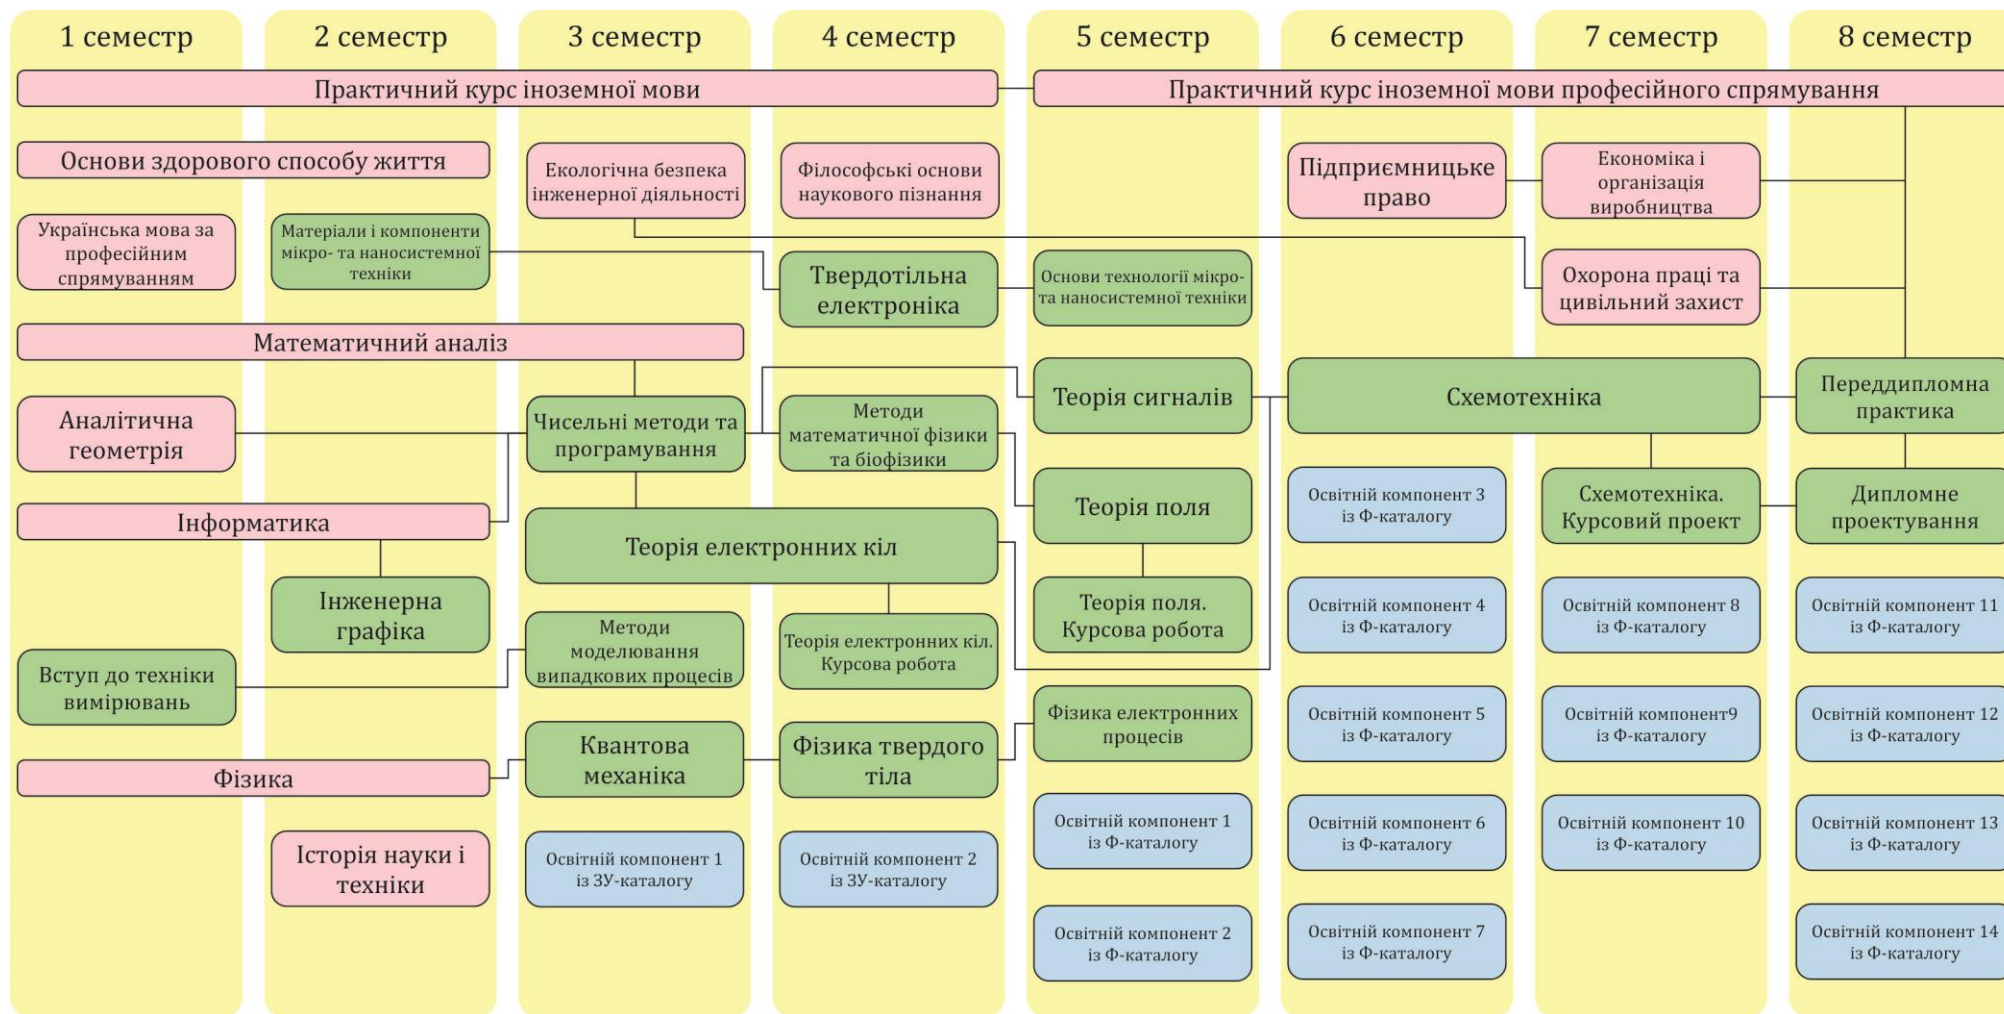 1 семестр
2 семестр
3 семестр
4 семестр
5 семестр
6 семестр
7 семестр
8 семестр
Практичний курс іноземної мови
Практичний курс іноземної мови професійного спрямування
Основи здорового способу життя
Екологічна безпека
інженерної діяльності
Філософські основи
наукового пізнання
Підприємницьке
право
Економіка і
організація
виробництва
Українська мова за
професійним
спрямуванням
Матеріали і компоненти
мікро- та наносистемної
техніки
Твердотільна
електроніка
Основи технології мікро-
та наносистемної техніки
Охорона праці та
цивільний захист
Математичний аналіз
Аналітична
геометрія
Чисельні методи та
програмування
Методи
математичної фізики
та біофізики
Теорія сигналів
Схемотехніка
Переддипломна
практика
Інформатика
Теорія електронних кіл
Теорія поля
Освітній компонент 3
із Ф-каталогу
Схемотехніка.
Курсовий проект
Дипломне
проектування
Інженерна
графіка
Методи
моделювання
випадкових процесів
Теорія електронних кіл.
Курсова робота
Теорія поля.
Курсова робота
Освітній компонент 4
із Ф-каталогу
Освітній компонент 8
із Ф-каталогу
Освітній компонент 11
із Ф-каталогу
Вступ до техніки
вимірювань
Фізика електронних
процесів
Освітній компонент 5
із Ф-каталогу
Освітній компонент9
із Ф-каталогу
Освітній компонент 12
із Ф-каталогу
Фізика
Квантова
механіка
Фізика твердого
тіла
Освітній компонент 1
із Ф-каталогу
Освітній компонент 6
із Ф-каталогу
Освітній компонент 10
із Ф-каталогу
Освітній компонент 13
із Ф-каталогу
Історія науки і
техніки
Освітній компонент 1
із ЗУ-каталогу
Освітній компонент 2
із ЗУ-каталогу
Освітній компонент 2
із Ф-каталогу
Освітній компонент 7
із Ф-каталогу
Освітній компонент 14
із Ф-каталогу